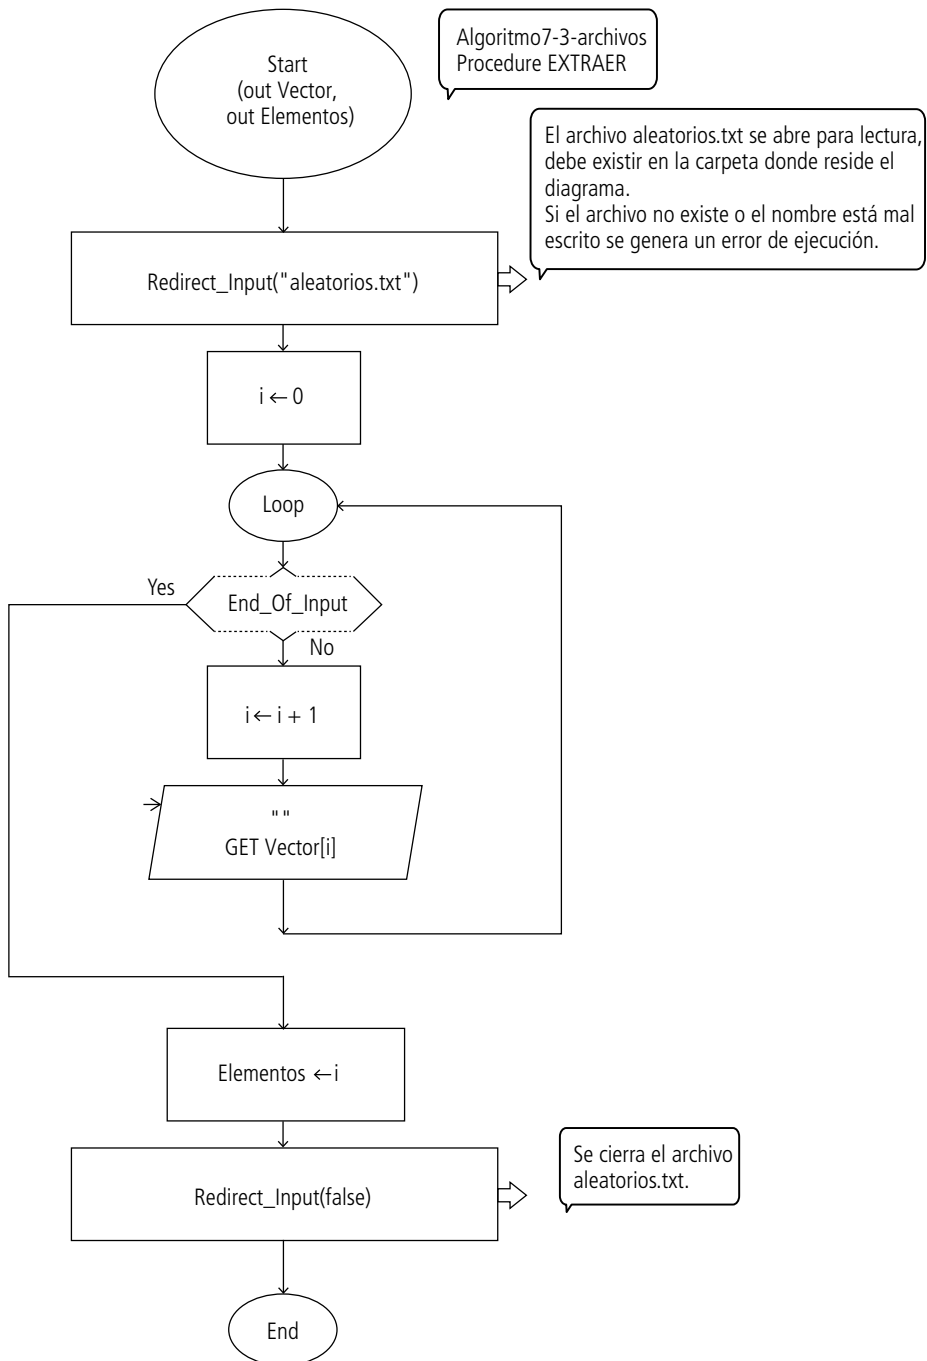 Algoritmo7-3-archivos
Procedure EXTRAER
Start
(out Vector,
out Elementos)
El archivo aleatorios.txt se abre para lectura,
debe existir en la carpeta donde reside el
diagrama.
Si el archivo no existe o el nombre está mal
escrito se genera un error de ejecución.
Redirect_Input("aleatorios.txt")
i ← 0
Loop
Yes
End_Of_Input
No
i ← i + 1
" "
GET Vector[i]
Elementos ← i
Se cierra el archivo
aleatorios.txt.
Redirect_Input(false)
End